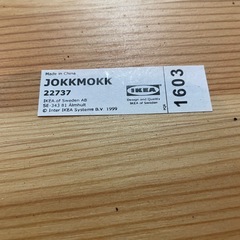 Made in China
JOKKMOKK
22737
IKEA of Sweden AB
SE-343 81 Älmhult
© Inter IKEA Systems B.V. 1999
IKEA
Design and Quality
IKEA of Sweden
1603